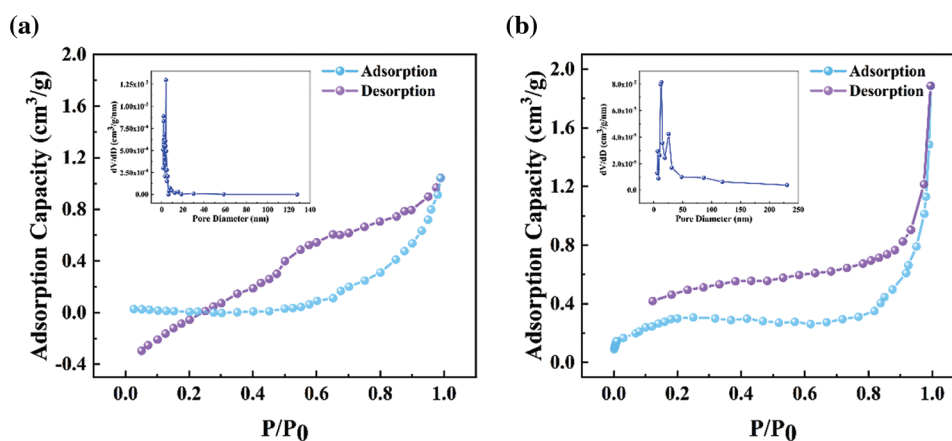 (a)
Adsorption Capacity (cm³/g)
2.0
1.6
1.2
0.8
0.4
0.0
-0.4
0.0 0.2 0.4 0.6 0.8 1.0
P/P₀
Adsorption
Desorption
dV/dD (cm³/g/nm)
0.00
0 20 40 60 80 100 120 140
Pore Diameter (nm)
(b)
Adsorption Capacity (cm³/g)
2.0
1.6
1.2
0.8
0.4
0.0
0.0 0.2 0.4 0.6 0.8 1.0
P/P₀
Adsorption
Desorption
dV/dD (cm³/g/nm)
0.0
0 50 100 150 200 250
Pore Diameter (nm)